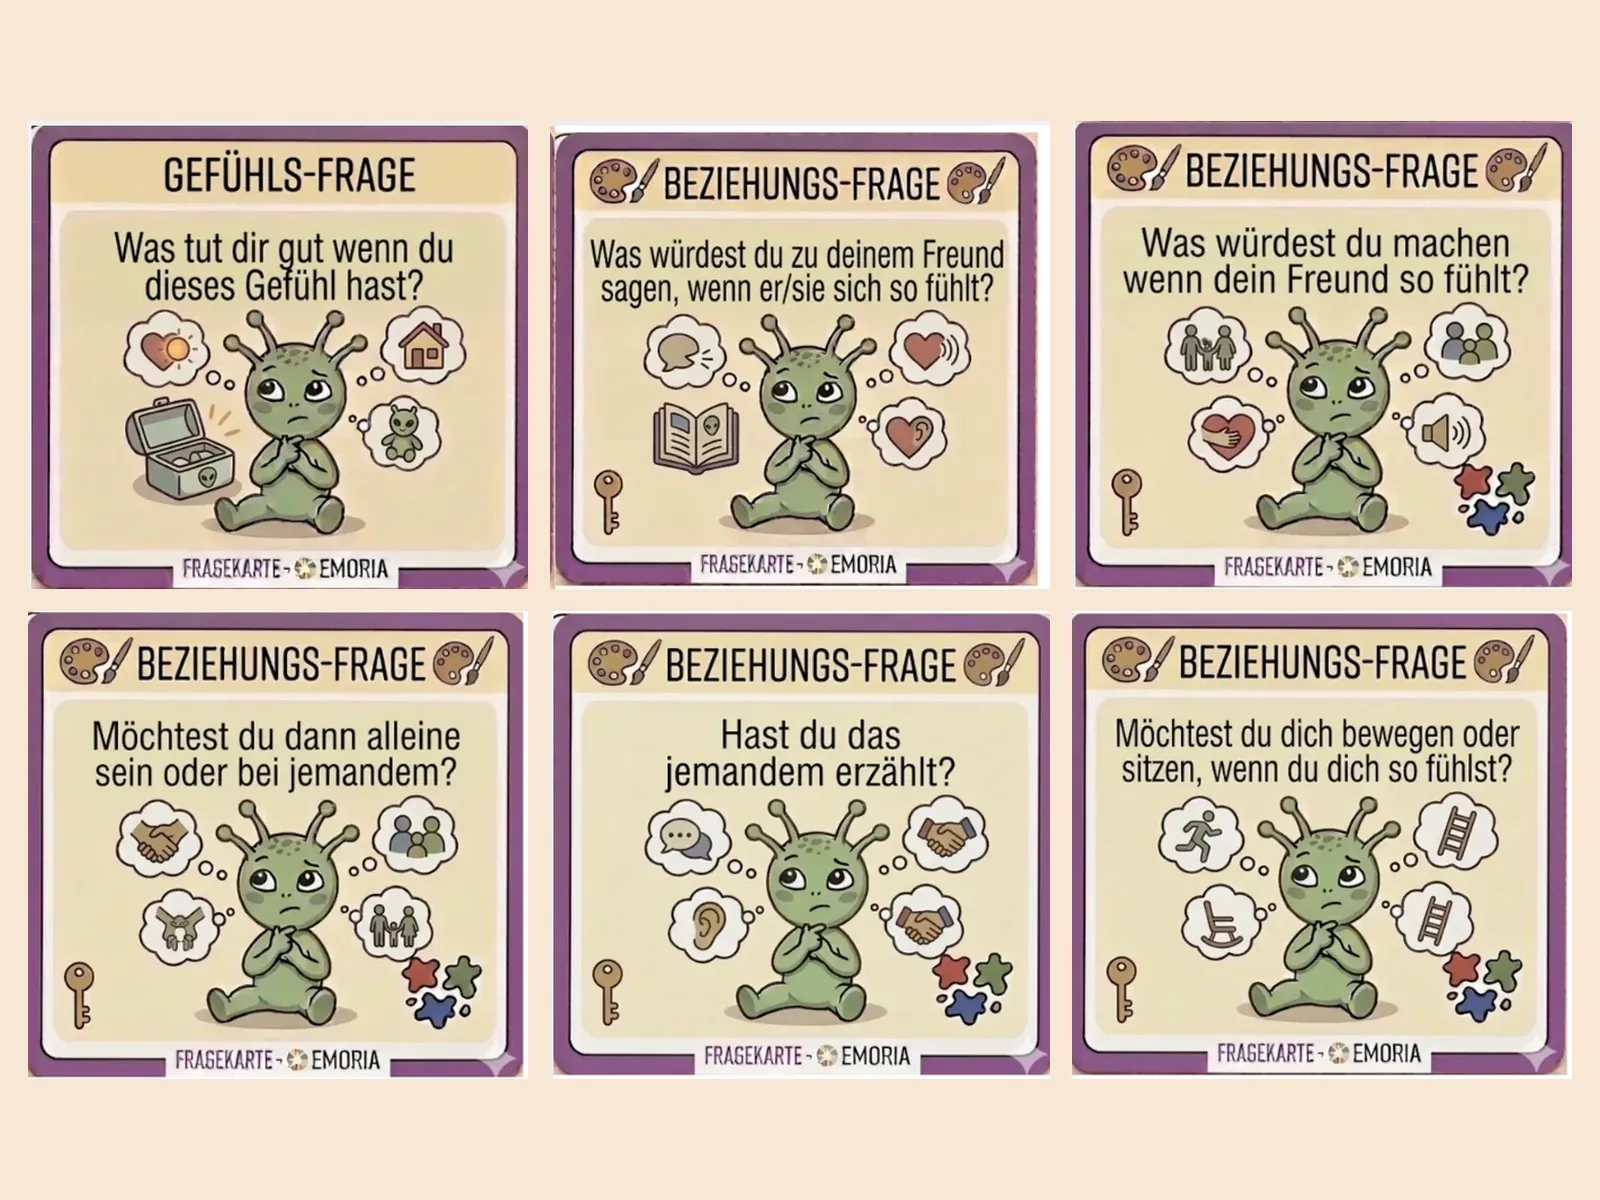 GEFÜHLS-FRAGE
Was tut dir gut wenn du
dieses Gefühl hast?
FRAGEKARTE - EMORIA
BEZIEHUNGS-FRAGE
Was würdest du zu deinem Freund
sagen, wenn er/sie sich so fühlt?
FRAGEKARTE - EMORIA
BEZIEHUNGS-FRAGE
Was würdest du machen
wenn dein Freund so fühlt?
FRAGEKARTE - EMORIA
BEZIEHUNGS-FRAGE
Möchtest du dann alleine
sein oder bei jemandem?
FRAGEKARTE - EMORIA
BEZIEHUNGS-FRAGE
Hast du das
jemandem erzählt?
FRAGEKARTE - EMORIA
BEZIEHUNGS-FRAGE
Möchtest du dich bewegen oder
sitzen, wenn du dich so fühlst?
FRAGEKARTE - EMORIA